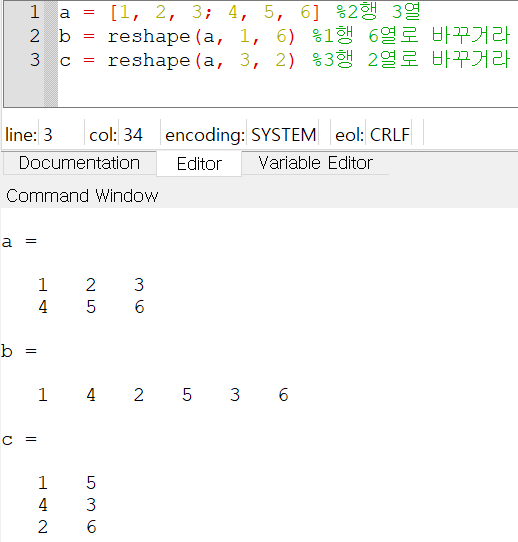 1 a = [1, 2, 3; 4, 5, 6] %2행 3열
2 b = reshape(a, 1, 6) %1행 6열로 바꾸거라
3 c = reshape(a, 3, 2) %3행 2열로 바꾸거라
line: 3 col: 34 encoding: SYSTEM eol: CRLF
Documentation Editor Variable Editor
Command Window
a =
1 2 3
4 5 6
b =
1 4 2 5 3 6
c =
1 5
4 3
2 6